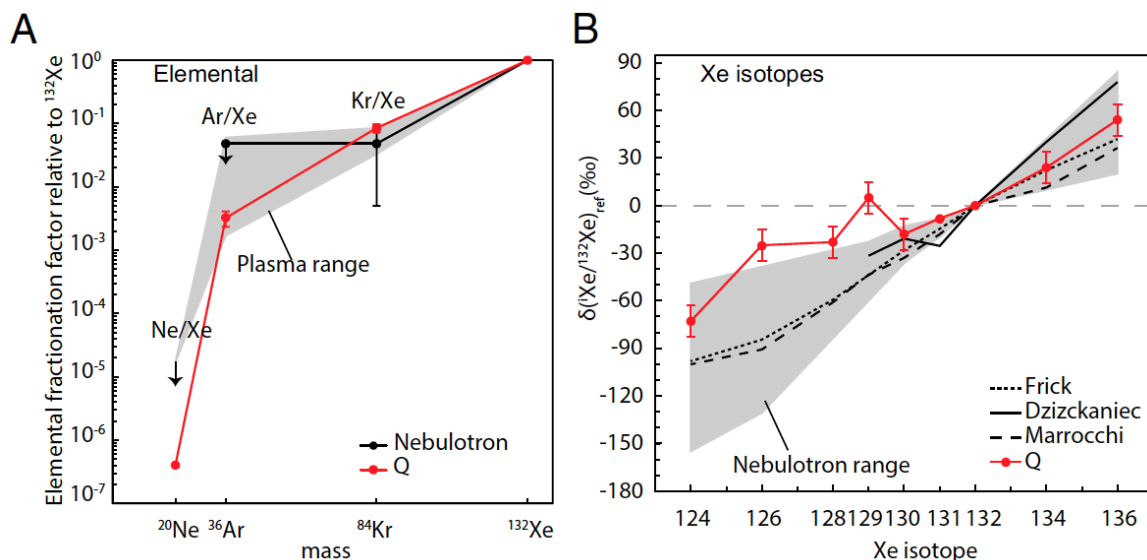 A
Elemental fractionation factor relative to ¹³²Xe
10⁰
10⁻¹
10⁻²
10⁻³
10⁻⁴
10⁻⁵
10⁻⁶
10⁻⁷
Elemental
Kr/Xe
Ar/Xe
Plasma range
Ne/Xe
Nebulotron
Q
²⁰Ne ³⁶Ar ⁸⁴Kr ¹³²Xe
mass
B
δ(ⁱXe/¹³²Xe)ref(‰)
90
60
30
0
-30
-60
-90
-120
-150
-180
Xe isotopes
Frick
Dzizckaniec
Marrocchi
Q
Nebulotron range
124 126 128 129 130 131 132 134 136
Xe isotope